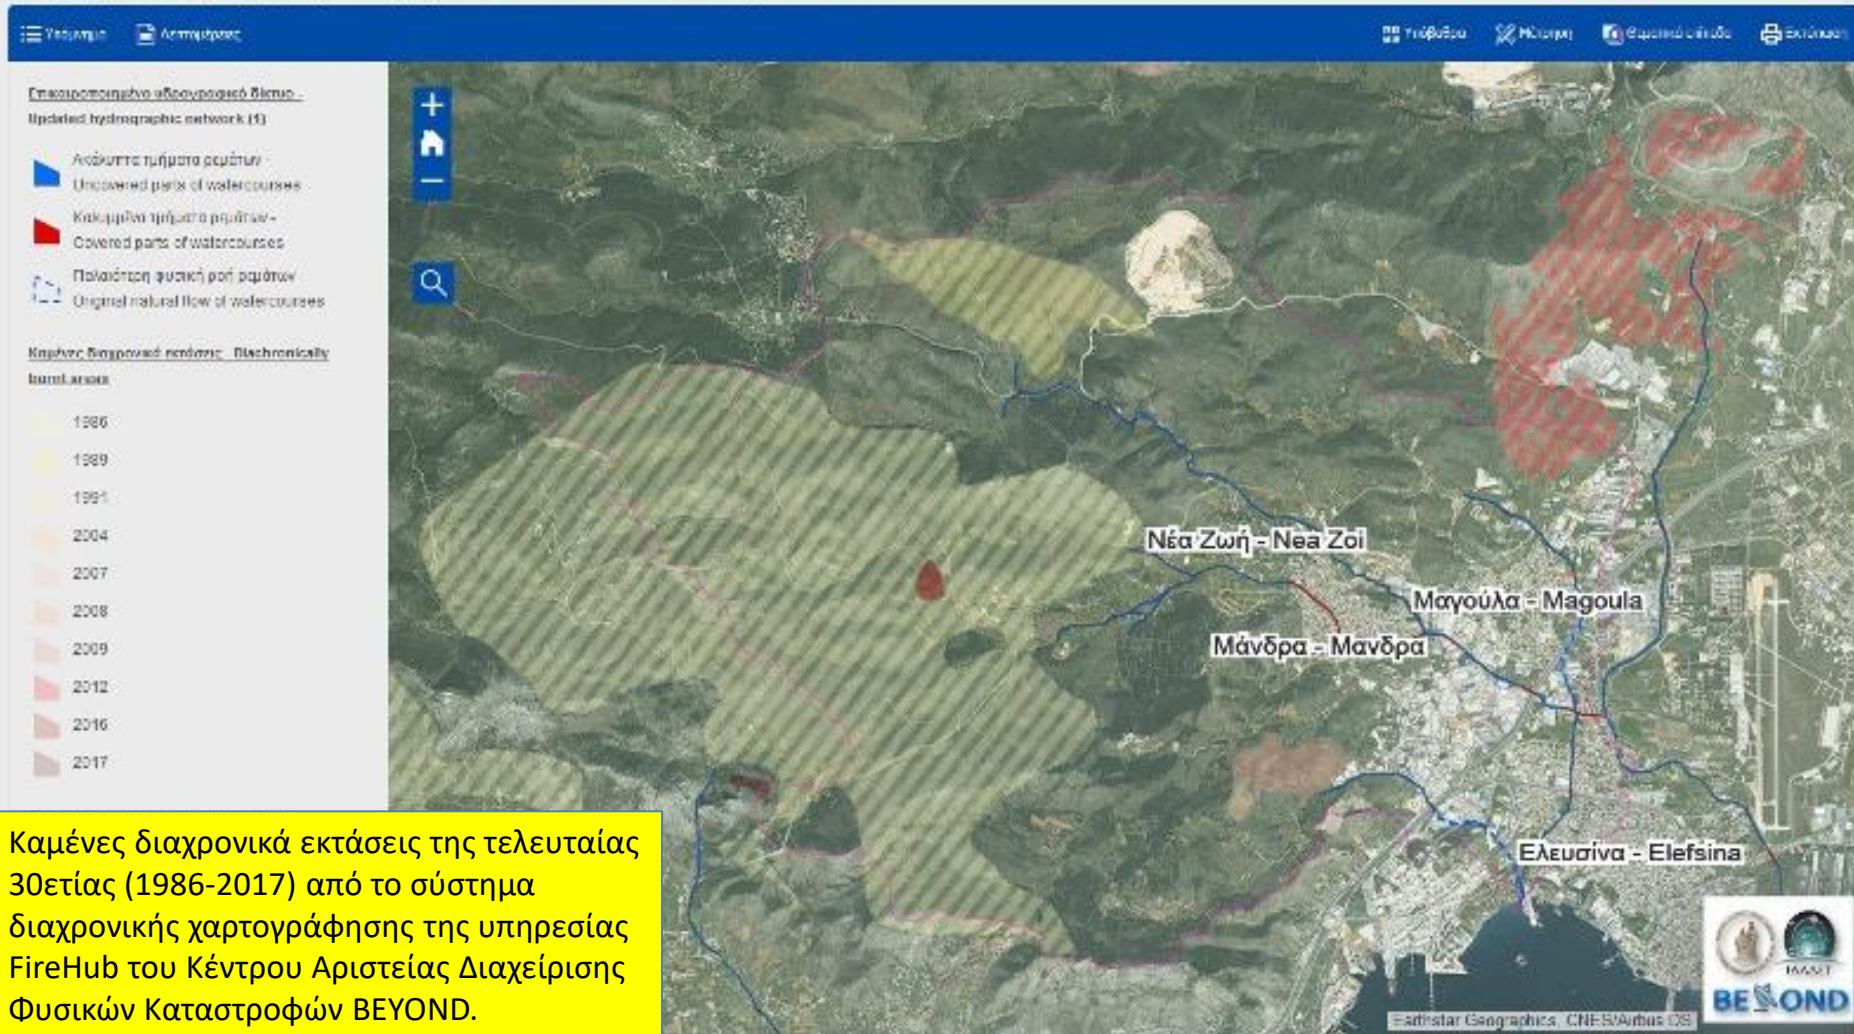 Υπόμνημα
Λεπτομέρειες
Υπόβαθρα
Μέτρηση
Θεματικά επίπεδα
Εκτύπωση
Επικαιροποιημένο υδρογραφικό δίκτυο -
Updated hydrographic network (1)
Ακάλυπτα τμήματα ρεμάτων -
Uncovered parts of watercourses
Καλυμμένα τμήματα ρεμάτων -
Covered parts of watercourses
Παλαιότερη φυσική ροή ρεμάτων
Original natural flow of watercourses
Καμένες διαχρονικά εκτάσεις Diachronically
burnt areas
1986
1989
1991
2004
2007
2008
2009
2012
2016
2017
Νέα Ζωή - Nea Zoi
Μαγούλα - Magoula
Μάνδρα - Μανδρα
Ελευσίνα - Elefsina
Καμένες διαχρονικά εκτάσεις της τελευταίας
30ετίας (1986-2017) από το σύστημα
διαχρονικής χαρτογράφησης της υπηρεσίας
FireHub του Κέντρου Αριστείας Διαχείρισης
Φυσικών Καταστροφών BEYOND.
BEYOND
Earthstar Geographics, CNES/Airbus DS